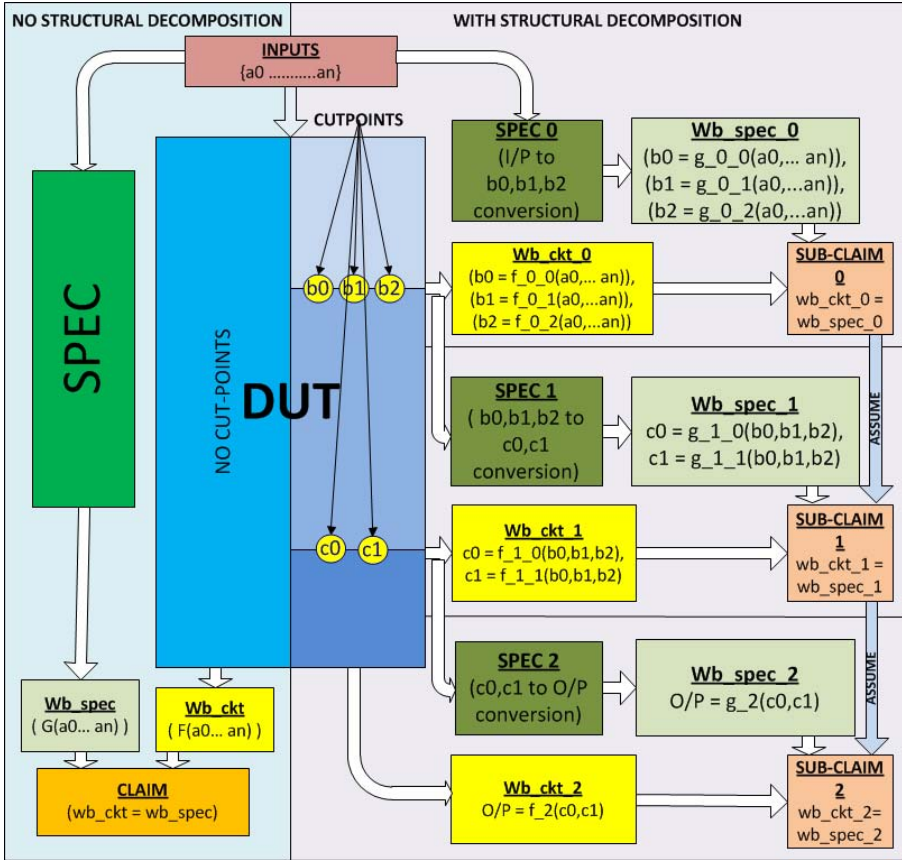 NO STRUCTURAL DECOMPOSITION
WITH STRUCTURAL DECOMPOSITION
INPUTS
{a0 ...........an}
CUTPOINTS
SPEC 0
(I/P to
b0,b1,b2
conversion)
Wb_spec_0
(b0 = g_0_0(a0,... an)),
(b1 = g_0_1(a0,...an)),
(b2 = g_0_2(a0,...an))
SPEC
NO CUT-POINTS
DUT
b0
b1
b2
Wb_ckt_0
(b0 = f_0_0(a0,... an)),
(b1 = f_0_1(a0,...an)),
(b2 = f_0_2(a0,...an))
SUB-CLAIM
0
wb_ckt_0 =
wb_spec_0
ASSUME
SPEC 1
( b0,b1,b2 to
c0,c1
conversion)
Wb_spec_1
c0 = g_1_0(b0,b1,b2),
c1 = g_1_1(b0,b1,b2)
c0
c1
Wb_ckt_1
c0 = f_1_0(b0,b1,b2),
c1 = f_1_1(b0,b1,b2)
SUB-CLAIM
1
wb_ckt_1 =
wb_spec_1
ASSUME
SPEC 2
(c0,c1 to O/P
conversion)
Wb_spec_2
O/P = g_2(c0,c1)
Wb_spec
( G(a0... an) )
Wb_ckt
( F(a0... an) )
CLAIM
(wb_ckt = wb_spec)
Wb_ckt_2
O/P = f_2(c0,c1)
SUB-CLAIM
2
wb_ckt_2=
wb_spec_2